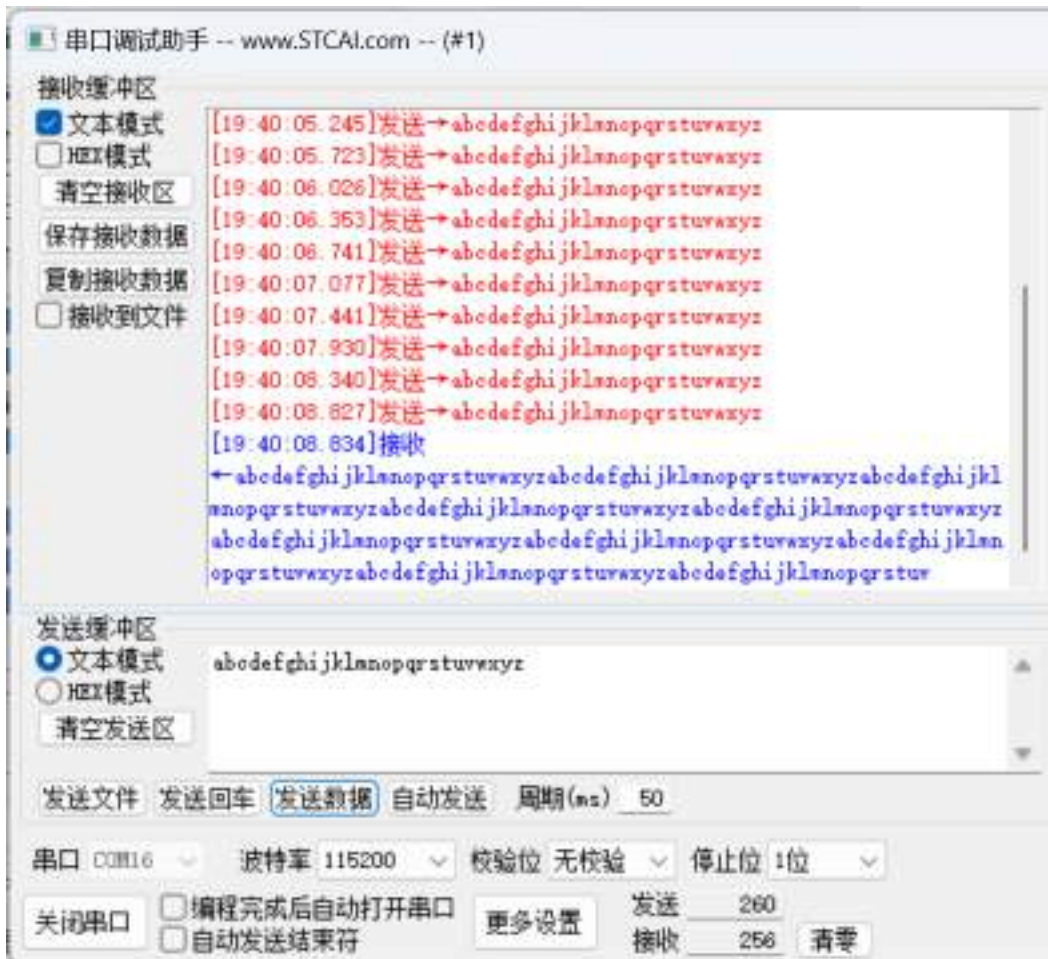 串口调试助手 -- www.STCAI.com -- (#1)
接收缓冲区
文本模式
HEX模式
清空接收区
保存接收数据
复制接收数据
接收到文件
[19:40:05.245]发送→abcdefghijklmnopqrstuvwxyz
[19:40:05.723]发送→abcdefghijklmnopqrstuvwxyz
[19:40:06.026]发送→abcdefghijklmnopqrstuvwxyz
[19:40:06.353]发送→abcdefghijklmnopqrstuvwxyz
[19:40:06.741]发送→abcdefghijklmnopqrstuvwxyz
[19:40:07.077]发送→abcdefghijklmnopqrstuvwxyz
[19:40:07.441]发送→abcdefghijklmnopqrstuvwxyz
[19:40:07.930]发送→abcdefghijklmnopqrstuvwxyz
[19:40:08.340]发送→abcdefghijklmnopqrstuvwxyz
[19:40:08.827]发送→abcdefghijklmnopqrstuvwxyz
[19:40:08.834]接收
←abcdefghijklmnopqrstuvwxyzabcdefghijklmnopqrstuvwxyzabcdefghijkl
mnopqrstuvwxyzabcdefghijklmnopqrstuvwxyzabcdefghijklmnopqrstuvwxyz
abcdefghijklmnopqrstuvwxyzabcdefghijklmnopqrstuvwxyzabcdefghijklmn
opqrstuvwxyzabcdefghijklmnopqrstuvwxyzabcdefghijklmnopqrstuv
发送缓冲区
文本模式
HEX模式
清空发送区
abcdefghijklmnopqrstuvwxyz
发送文件 发送回车 发送数据 自动发送 周期(ms) 50
串口 COM16 波特率 115200 校验位 无校验 停止位 1位
关闭串口
编程完成后自动打开串口
自动发送结束符
更多设置
发送 260
接收 256 清零